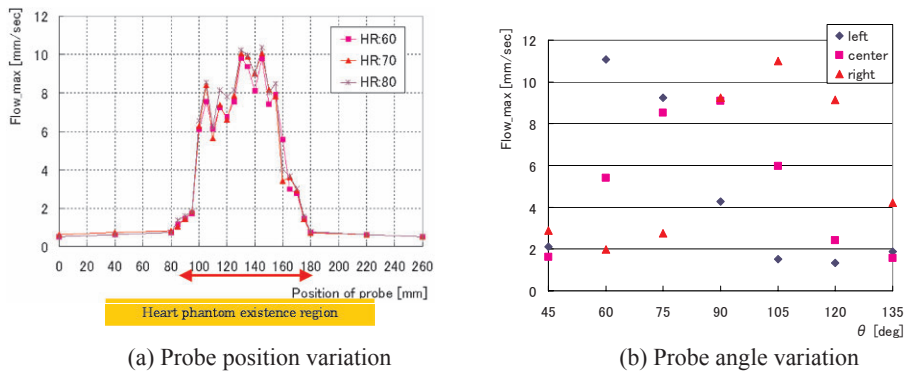 Flow_max [mm/sec]
12
10
8
6
4
2
0
HR:60
HR:70
HR:80
0 20 40 60 80 100 120 140 160 180 200 220 240 260
Position of probe [mm]
Heart phantom existence region
(a) Probe position variation
Flow_max [mm/sec]
12
10
8
6
4
2
0
left
center
right
45 60 75 90 105 120 135
θ [deg]
(b) Probe angle variation